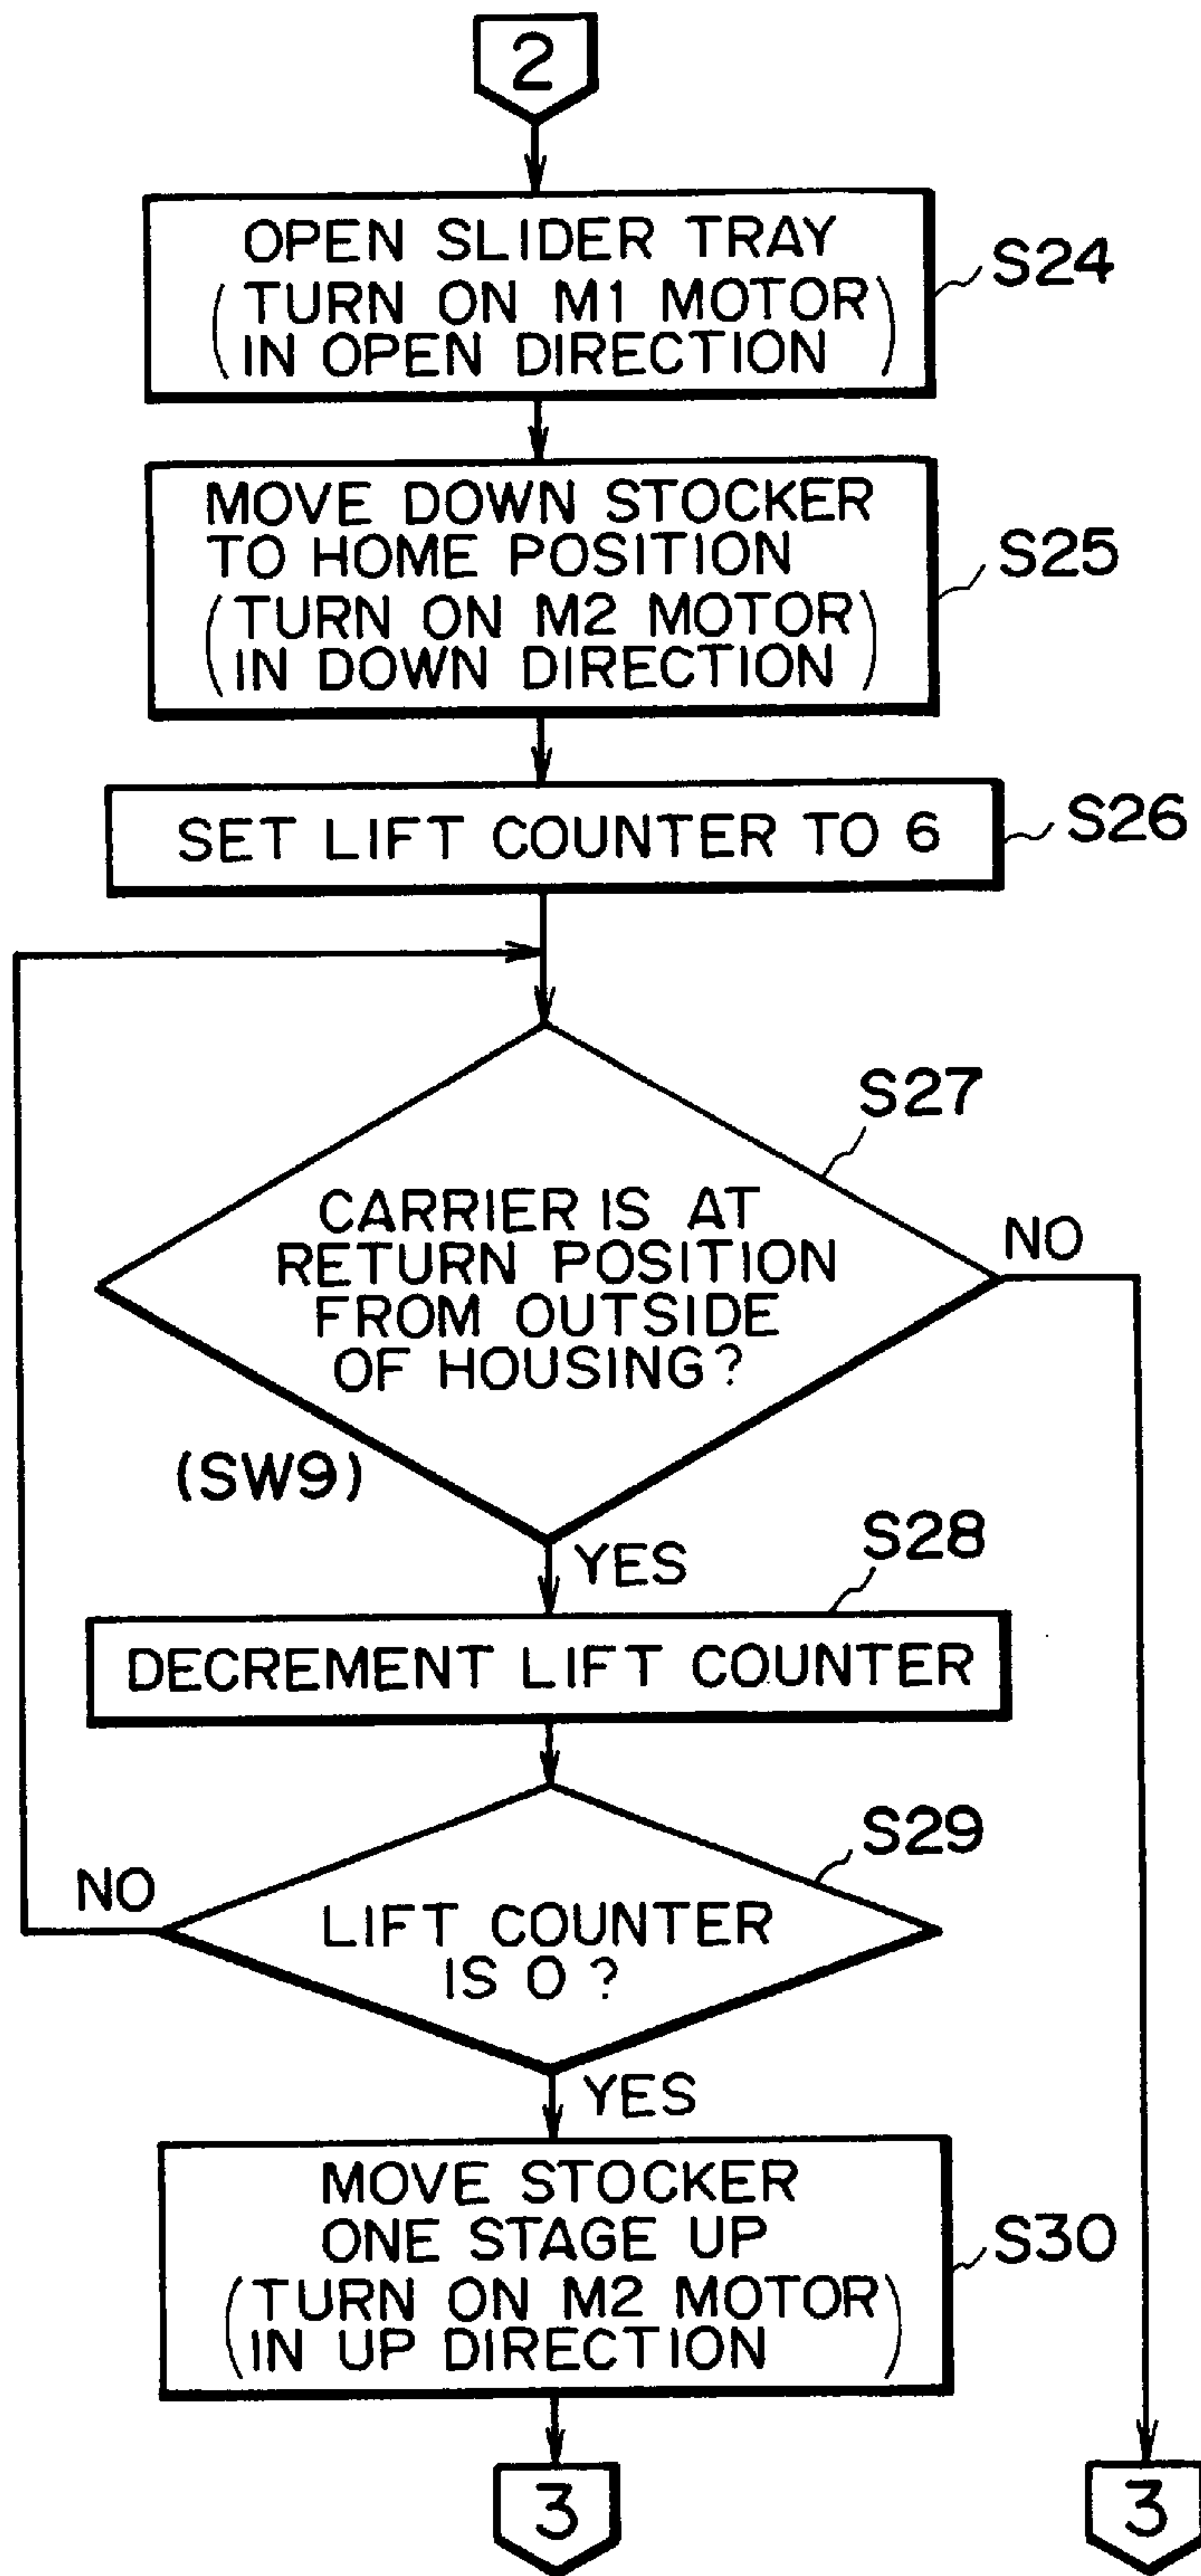 2
OPEN SLIDER TRAY
(TURN ON M1 MOTOR
IN OPEN DIRECTION)
S24
MOVE DOWN STOCKER
TO HOME POSITION
(TURN ON M2 MOTOR
IN DOWN DIRECTION)
S25
SET LIFT COUNTER TO 6
S26
S27
CARRIER IS AT
RETURN POSITION
FROM OUTSIDE
OF HOUSING?
NO
(SW9)
YES
S28
DECREMENT LIFT COUNTER
S29
NO
LIFT COUNTER
IS 0?
YES
MOVE STOCKER
ONE STAGE UP
(TURN ON M2 MOTOR
IN UP DIRECTION)
S30
3
3